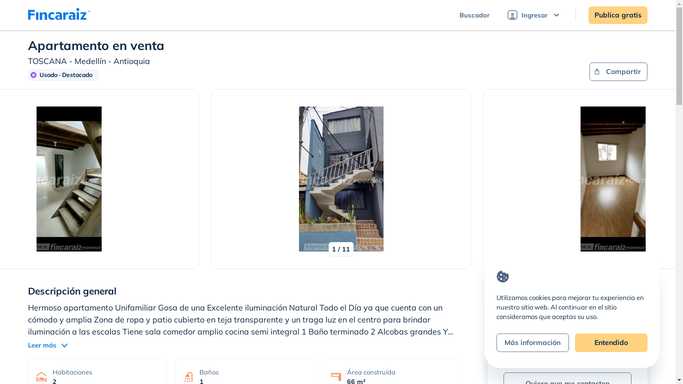 Fincaraiz
Buscador
Ingresar
Publica gratis
Apartamento en venta
TOSCANA - Medellín - Antioquia
Usado - Destacado
Compartir
fincaraiz
fincaraiz
1 / 11
Descripción general
Hermoso apartamento Unifamiliar Gosa de una Excelente iluminación Natural Todo el Día ya que cuenta con un
cómodo y amplia Zona de ropa y patio cubierto en teja transparente y un traga luz en el centro para brindar
iluminación a las escalas Tiene sala comedor amplio cocina semi integral 1 Baño terminado 2 Alcobas grandes Y...
Leer más
Habitaciones
2
Baños
1
Área construida
66 m²
Utilizamos cookies para mejorar tu experiencia en
nuestro sitio web. Al continuar en el sitio
consideramos que aceptas su uso.
Más información
Entendido
Quiero que me contacten